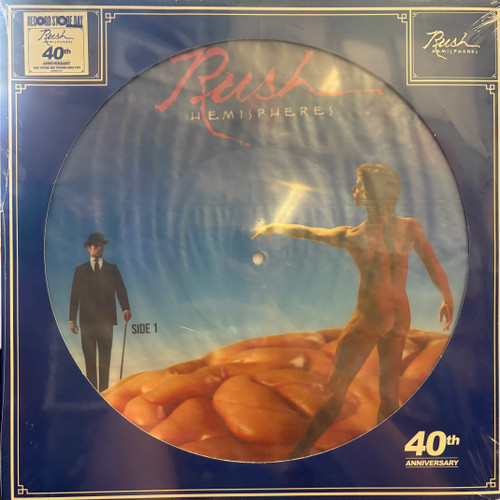 RECORD STORE DAY
Rush
HEMISPHERES
40th
ANNIVERSARY
Rush
HEMISPHERES
Rush
HEMISPHERES
SIDE 1
40th
ANNIVERSARY